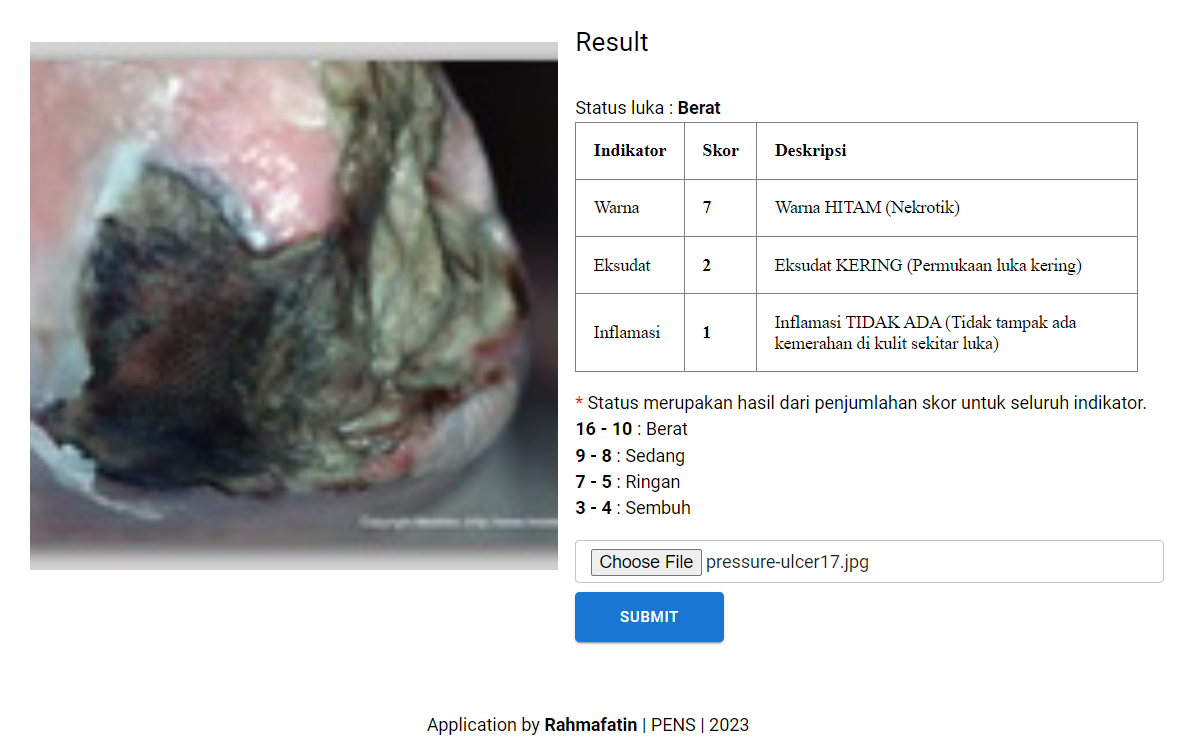 Result
Status luka : Berat
Indikator Skor Deskripsi
Warna 7 Warna HITAM (Nekrotik)
Eksudat 2 Eksudat KERING (Permukaan luka kering)
Inflamasi 1 Inflamasi TIDAK ADA (Tidak tampak ada
kemerahan di kulit sekitar luka)
* Status merupakan hasil dari penjumlahan skor untuk seluruh indikator.
16 - 10 : Berat
9 - 8 : Sedang
7 - 5 : Ringan
3 - 4 : Sembuh
Choose File pressure-ulcer17.jpg
SUBMIT
Application by Rahmafatin | PENS | 2023